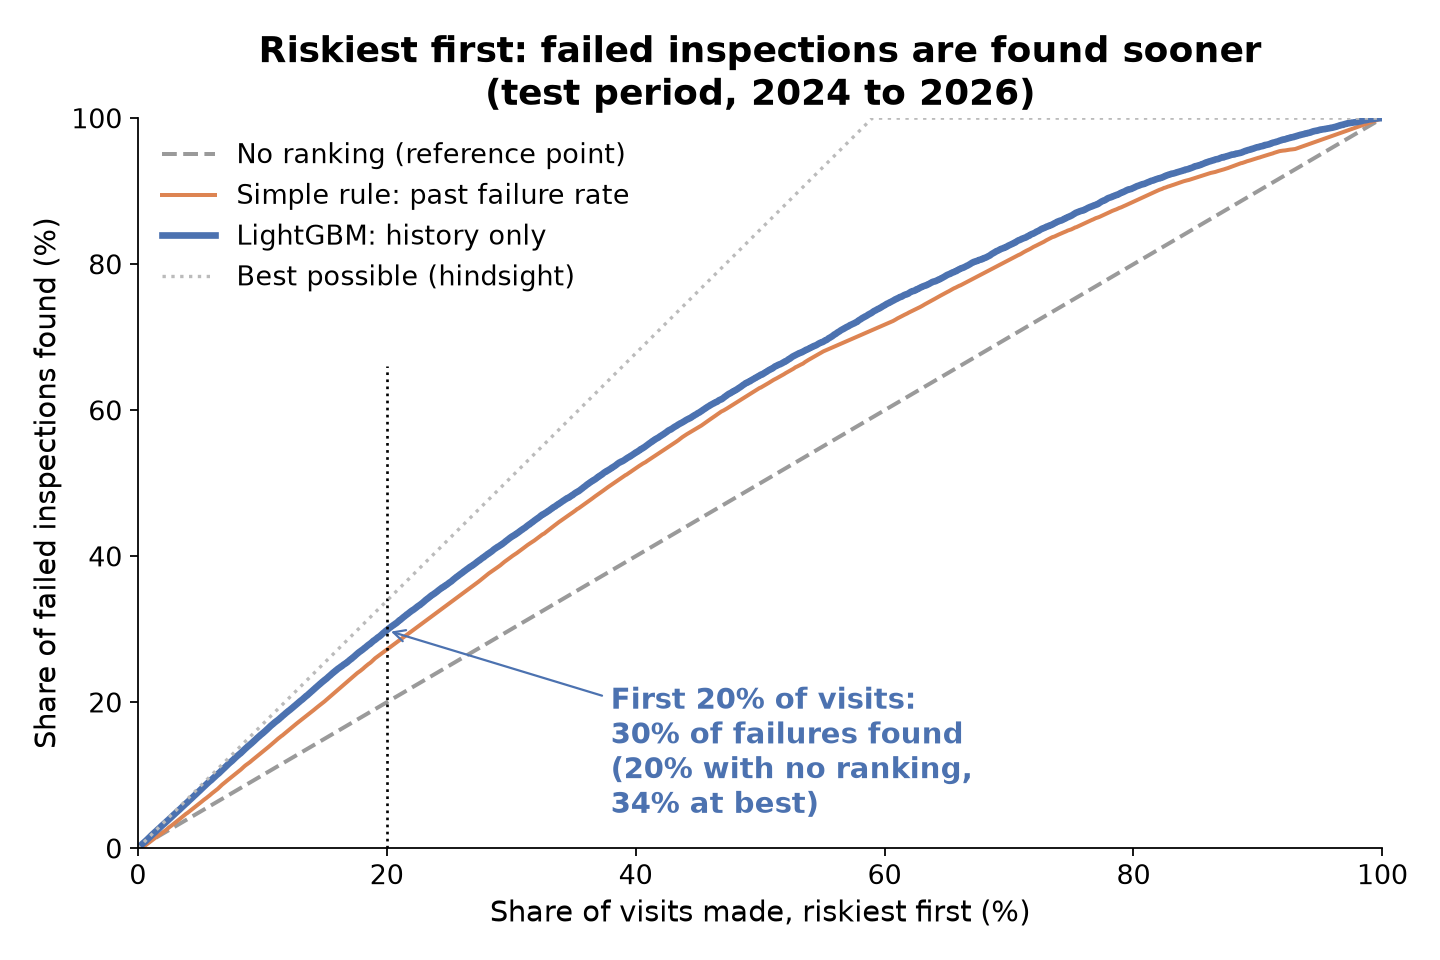 Riskiest first: failed inspections are found sooner
(test period, 2024 to 2026)
No ranking (reference point)
Simple rule: past failure rate
LightGBM: history only
Best possible (hindsight)
Share of failed inspections found (%)
100
80
60
40
20
0
First 20% of visits:
30% of failures found
(20% with no ranking,
34% at best)
0 20 40 60 80 100
Share of visits made, riskiest first (%)